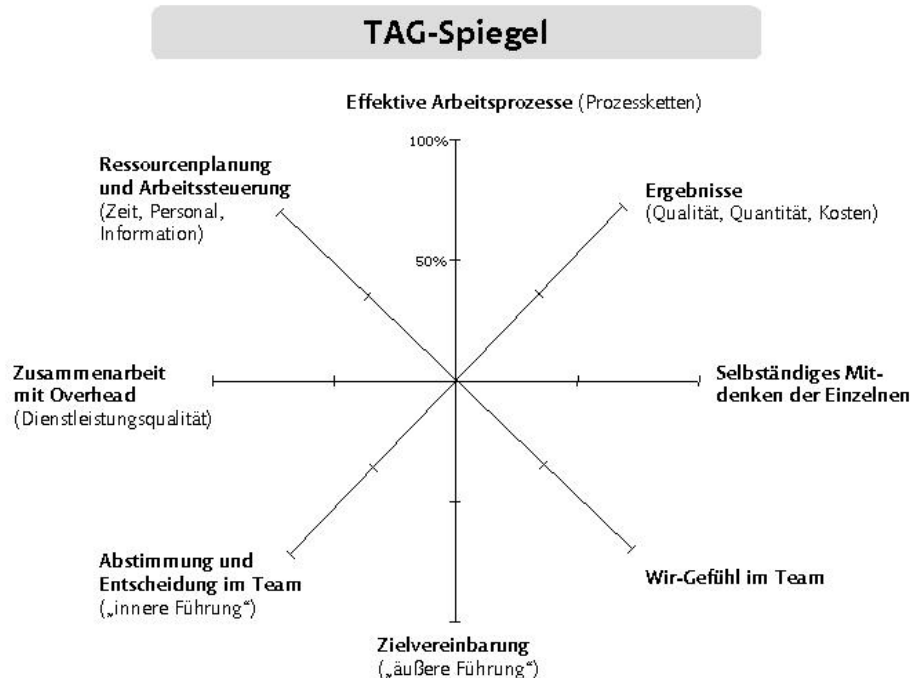 TAG-Spiegel
Effektive Arbeitsprozesse (Prozessketten)
100%
50%
Ressourcenplanung
und Arbeitssteuerung
(Zeit, Personal,
Information)
Ergebnisse
(Qualität, Quantität, Kosten)
Zusammenarbeit
mit Overhead
(Dienstleistungsqualität)
Selbständiges Mit-
denken der Einzelnen
Abstimmung und
Entscheidung im Team
(„innere Führung“)
Wir-Gefühl im Team
Zielvereinbarung
(„äußere Führung“)